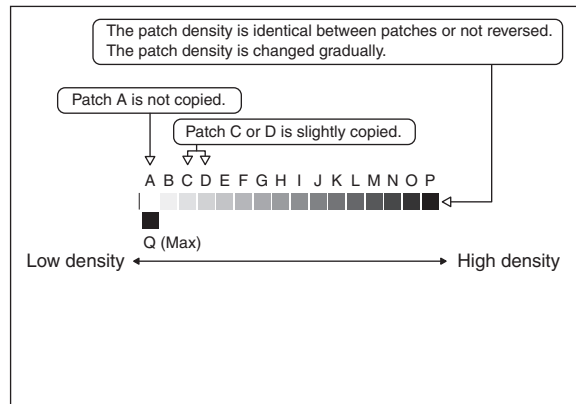 The patch density is identical between patches or not reversed.
The patch density is changed gradually.
Patch A is not copied.
Patch C or D is slightly copied.
A B C D E F G H I J K L M N O P
Q (Max)
Low density
High density